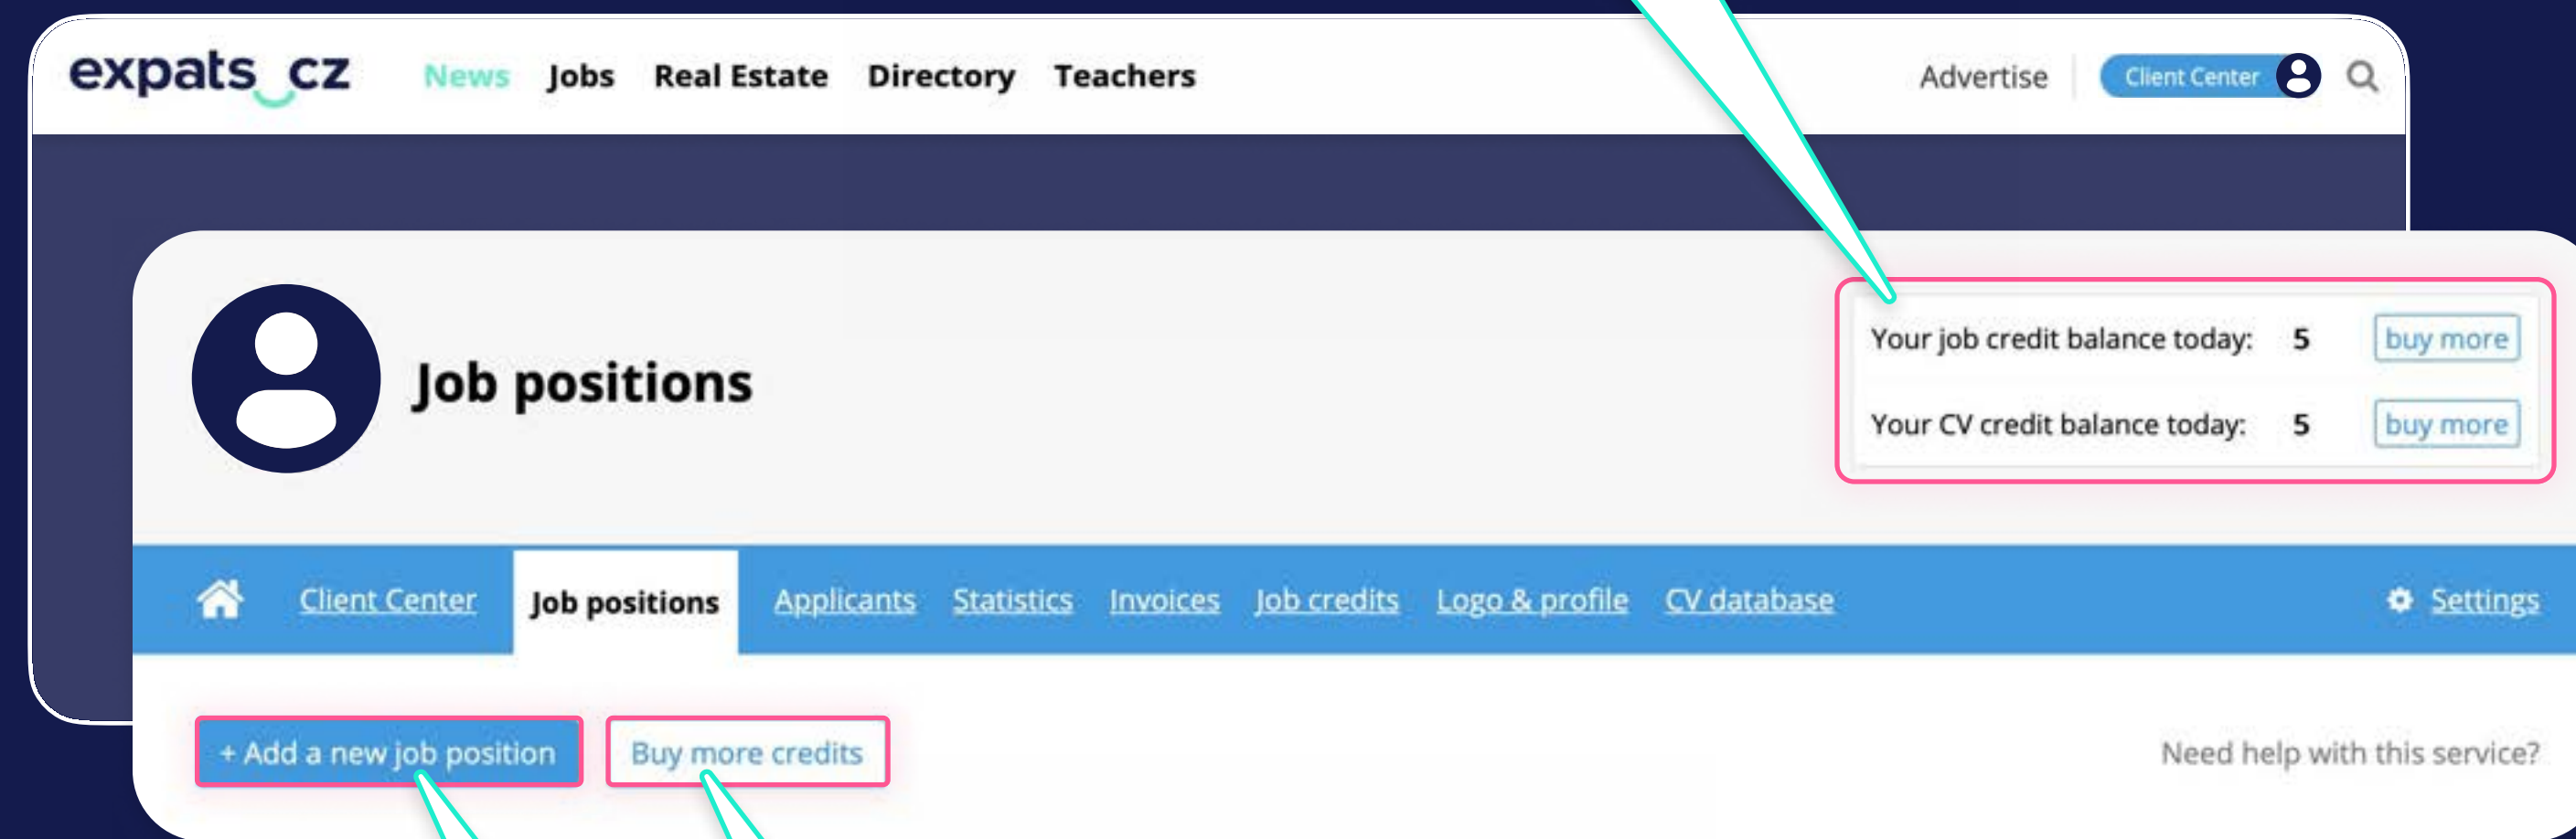 expats_cz News Jobs Real Estate Directory Teachers Advertise Client Center
Job positions
Your job credit balance today: 5 buy more
Your CV credit balance today: 5 buy more
Client Center Job positions Applicants Statistics Invoices Job credits Logo & profile CV database Settings
+ Add a new job position Buy more credits Need help with this service?